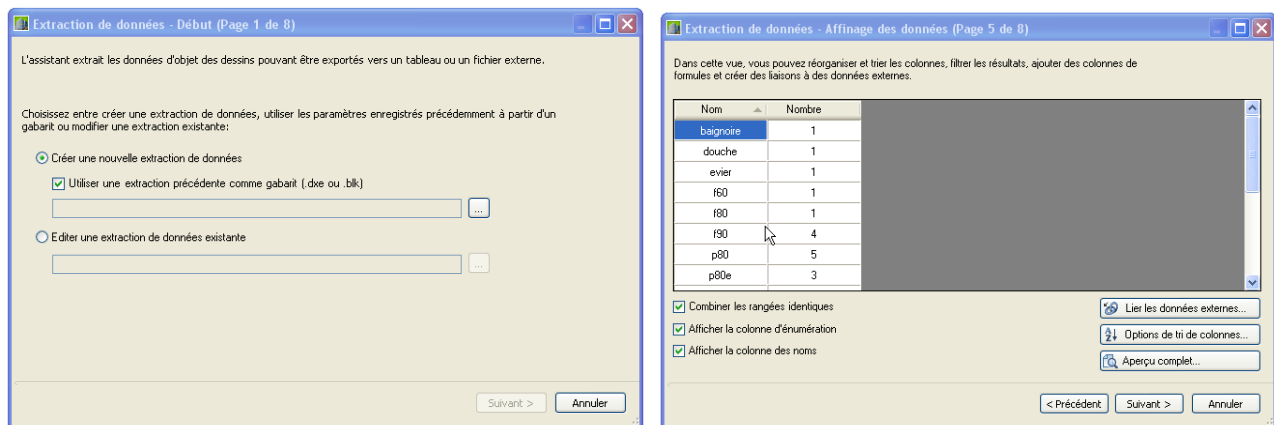 Extraction de données - Début (Page 1 de 8)
L'assistant extrait les données d'objet des dessins pouvant être exportés vers un tableau ou un fichier externe.
Choisissez entre créer une extraction de données, utiliser les paramètres enregistrés précédemment à partir d'un
gabarit ou modifier une extraction existante:
Créer une nouvelle extraction de données
Utiliser une extraction précédente comme gabarit (.dxe ou .blk)
...
Editer une extraction de données existante
...
Suivant >
Annuler
Extraction de données - Affinage des données (Page 5 de 8)
Dans cette vue, vous pouvez réorganiser et trier les colonnes, filtrer les résultats, ajouter des colonnes de
formules et créer des liaisons à des données externes.
Nom Nombre
baignoire 1
douche 1
evier 1
f60 1
f80 1
f90 4
p80 5
p80e 3
Combiner les rangées identiques
Afficher la colonne d'énumération
Afficher la colonne des noms
Lier les données externes...
Options de tri de colonnes...
Aperçu complet...
< Précédent
Suivant >
Annuler